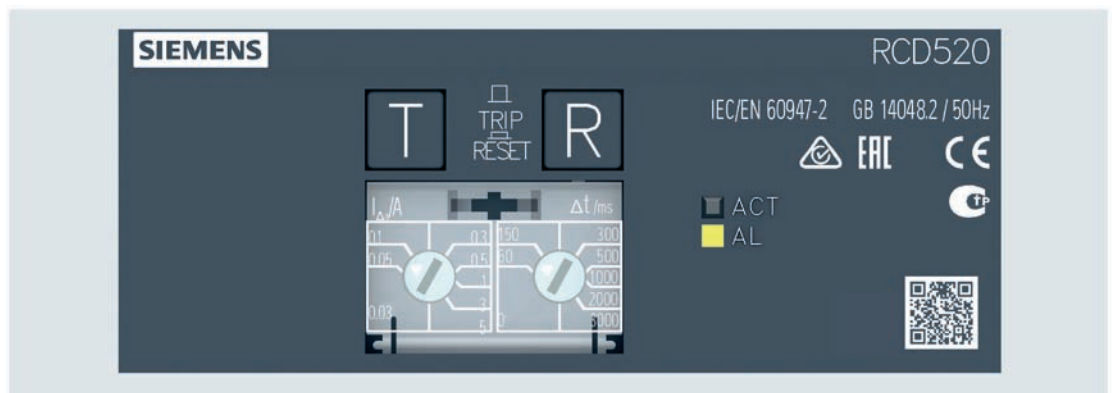 SIEMENS
RCD520
T
TRIP
RESET
R
IEC/EN 60947-2 GB 14048.2 / 50Hz
EAC
CE
I△/A
Δt/ms
0.1
0.3
0.05
0.5
1
3
0.03
5
150
300
60
500
1000
2000
0
3000
ACT
AL